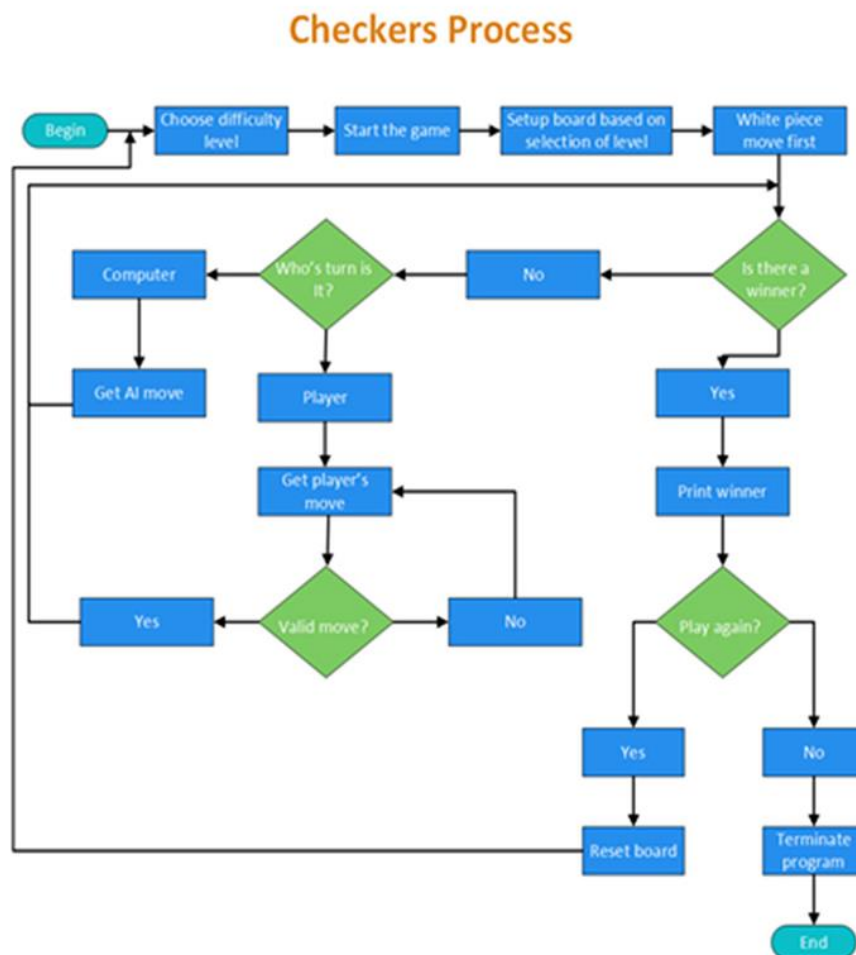 Checkers Process
Begin
Choose difficulty
level
Start the game
Setup board based on
selection of level
White piece
move first
Computer
Who's turn is
It?
No
Is there a
winner?
Get AI move
Player
Yes
Get player's
move
Print winner
Yes
Valid move?
No
Play again?
Yes
No
Reset board
Terminate
program
End